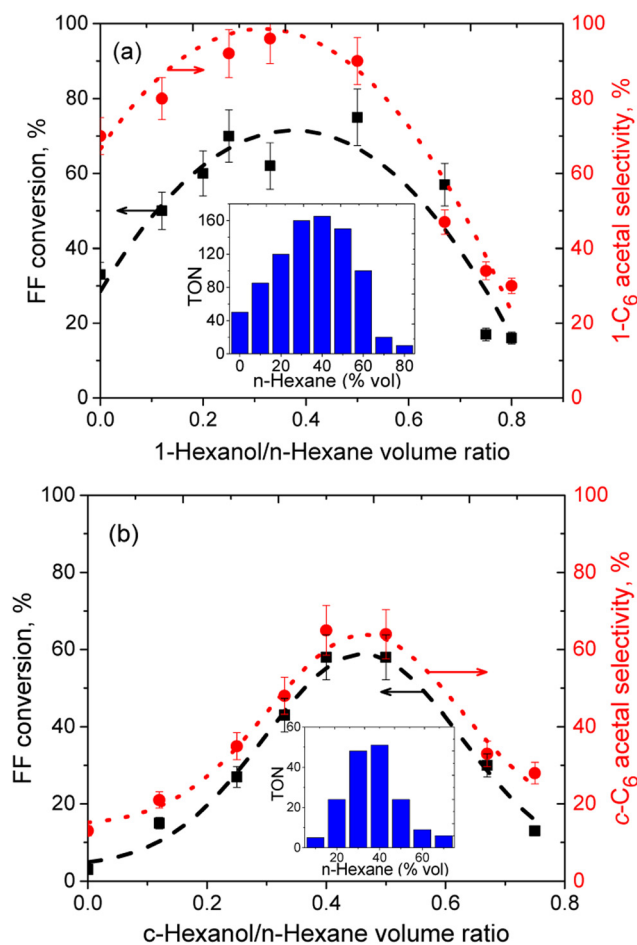 (a)
FF conversion, %
100
80
60
40
20
0
100
80
60
40
20
0
1-C6 acetal selectivity, %
TON
160
120
80
40
0
0 20 40 60 80
n-Hexane (% vol)
0.0 0.2 0.4 0.6 0.8
1-Hexanol/n-Hexane volume ratio
(b)
FF conversion, %
100
80
60
40
20
0
100
80
60
40
20
0
c-C6 acetal selectivity, %
TON
60
40
20
0
20 40 60
n-Hexane (% vol)
0.0 0.2 0.4 0.6 0.8
c-Hexanol/n-Hexane volume ratio